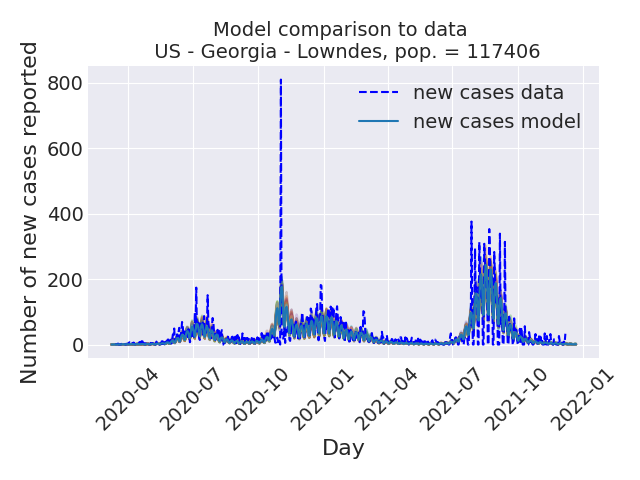 Model comparison to data
US - Georgia - Lowndes, pop. = 117406
Number of new cases reported
800
600
400
200
0
new cases data
new cases model
2020-04
2020-07
2020-10
2021-01
2021-04
2021-07
2021-10
2022-01
Day